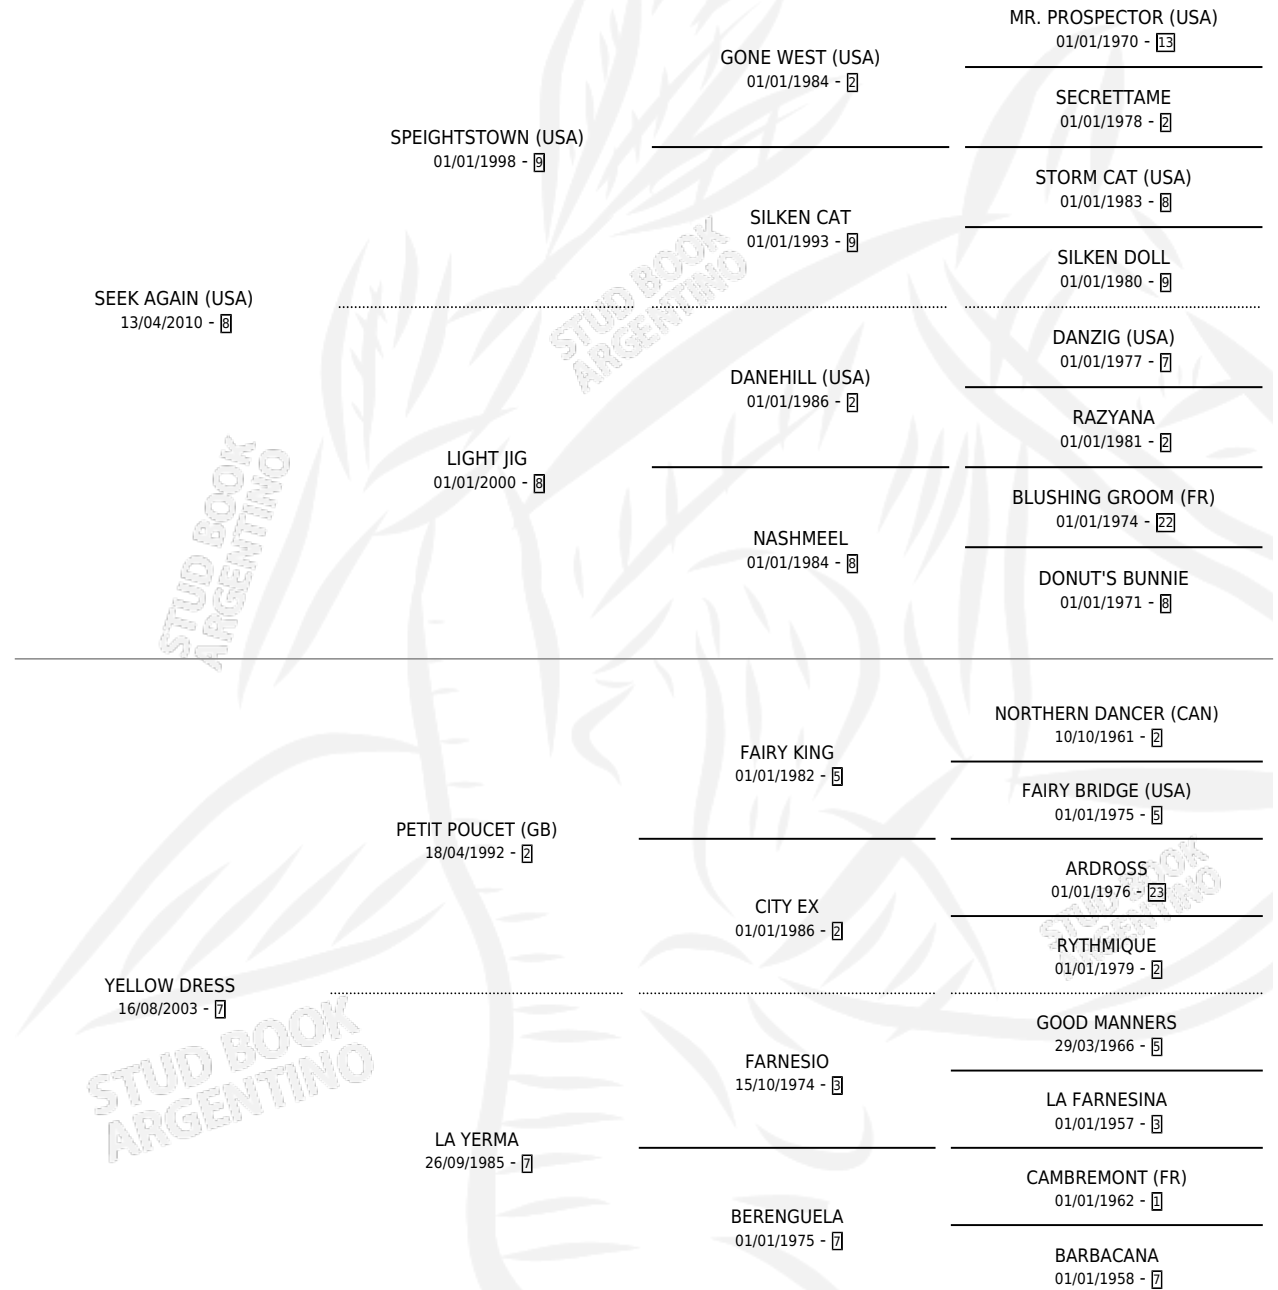 MR. PROSPECTOR (USA)
01/01/1970 - 13
GONE WEST (USA)
01/01/1984 - 2
SECRETTAME
01/01/1978 - 2
SPEIGHTSTOWN (USA)
01/01/1998 - 9
STORM CAT (USA)
01/01/1983 - 8
SILKEN CAT
01/01/1993 - 9
SILKEN DOLL
01/01/1980 - 9
SEEK AGAIN (USA)
13/04/2010 - 8
STUD BOOK
ARGENTINO
DANZIG (USA)
01/01/1977 - 7
DANEHILL (USA)
01/01/1986 - 2
RAZYANA
01/01/1981 - 2
LIGHT JIG
01/01/2000 - 8
BLUSHING GROOM (FR)
01/01/1974 - 22
NASHMEEL
01/01/1984 - 8
DONUT'S BUNNIE
01/01/1971 - 8
STUD BOOK
ARGENTINO
NORTHERN DANCER (CAN)
10/10/1961 - 2
FAIRY KING
01/01/1982 - 5
FAIRY BRIDGE (USA)
01/01/1975 - 5
PETIT POUCET (GB)
18/04/1992 - 2
ARDROSS
01/01/1976 - 23
CITY EX
01/01/1986 - 2
RYTHMIQUE
01/01/1979 - 2
STUD BOOK
ARGENTINO
YELLOW DRESS
16/08/2003 - 7
GOOD MANNERS
29/03/1966 - 5
FARNESIO
15/10/1974 - 3
LA FARNESINA
01/01/1957 - 3
STUD BOOK
ARGENTINO
LA YERMA
26/09/1985 - 7
CAMBREMONT (FR)
01/01/1962 - 1
BERENGUELA
01/01/1975 - 7
BARBACANA
01/01/1958 - 7